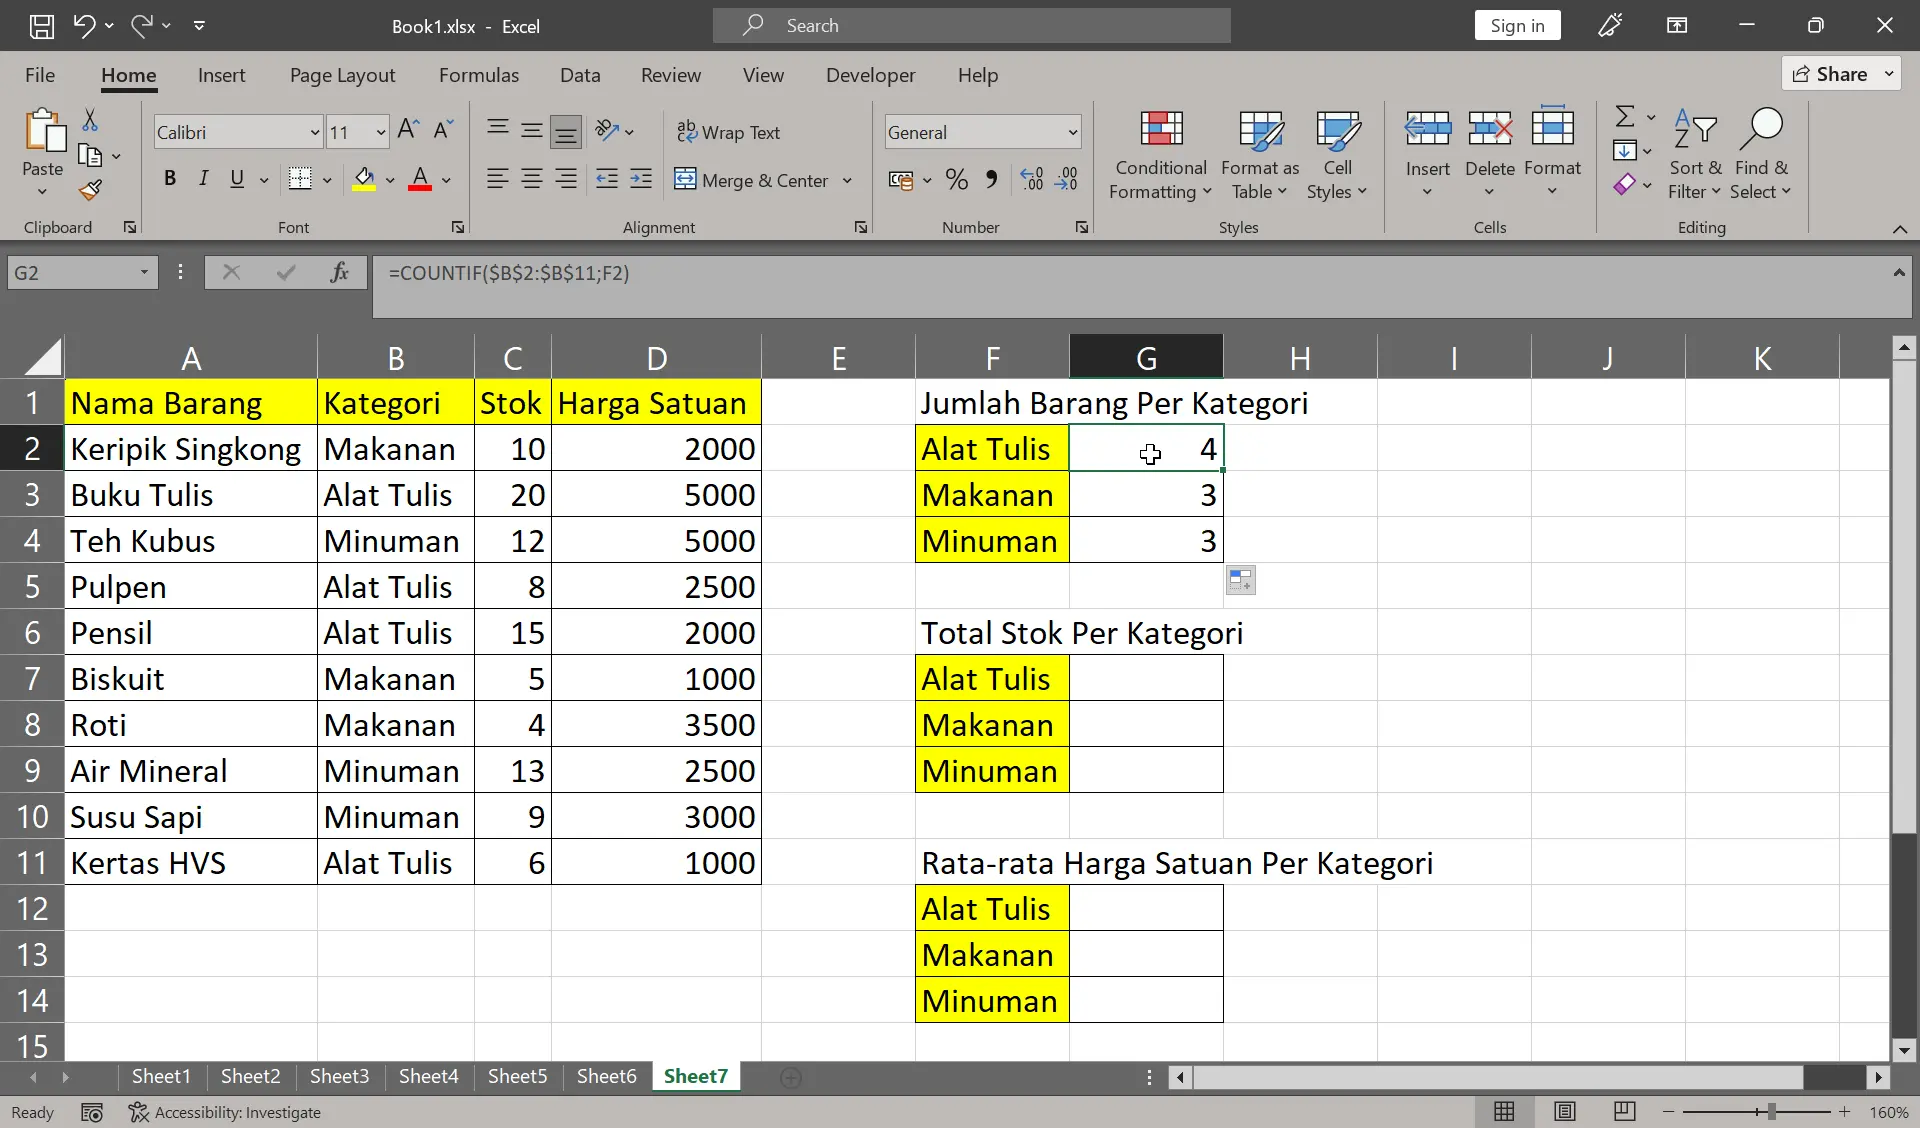 Book1.xlsx - Excel
Search
Sign in
File Home Insert Page Layout Formulas Data Review View Developer Help
Share
Paste
Calibri 11
B I U
Wrap Text
Merge & Center
General
Conditional Formatting
Format as Table
Cell Styles
Insert Delete Format
Sort & Filter
Find & Select
Clipboard Font Alignment Number Styles Cells Editing
G2 fx =COUNTIF($B$2:$B$11;F2)
A B C D E F G H I J K
1 Nama Barang Kategori Stok Harga Satuan Jumlah Barang Per Kategori
2 Keripik Singkong Makanan 10 2000 Alat Tulis 4
3 Buku Tulis Alat Tulis 20 5000 Makanan 3
4 Teh Kubus Minuman 12 5000 Minuman 3
5 Pulpen Alat Tulis 8 2500
6 Pensil Alat Tulis 15 2000 Total Stok Per Kategori
7 Biskuit Makanan 5 1000 Alat Tulis
8 Roti Makanan 4 3500 Makanan
9 Air Mineral Minuman 13 2500 Minuman
10 Susu Sapi Minuman 9 3000
11 Kertas HVS Alat Tulis 6 1000 Rata-rata Harga Satuan Per Kategori
12 Alat Tulis
13 Makanan
14 Minuman
15
Sheet1 Sheet2 Sheet3 Sheet4 Sheet5 Sheet6 Sheet7
Ready Accessibility: Investigate 160%